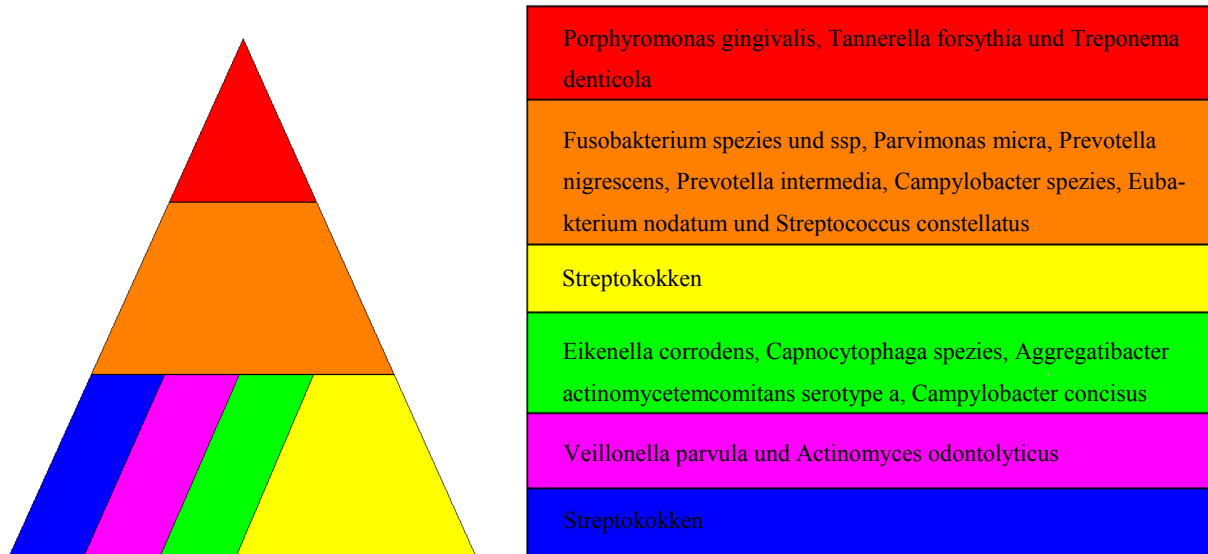 Porphyromonas gingivalis, Tannerella forsythia und Treponema
denticola
Fusobakterium spezies und ssp, Parvimonas micra, Prevotella
nigrescens, Prevotella intermedia, Campylobacter spezies, Euba-
kterium nodatum und Streptococcus constellatus
Streptokokken
Eikenella corrodens, Capnocytophaga spezies, Aggregatibacter
actinomycetemcomitans serotype a, Campylobacter concisus
Veillonella parvula und Actinomyces odontolyticus
Streptokokken